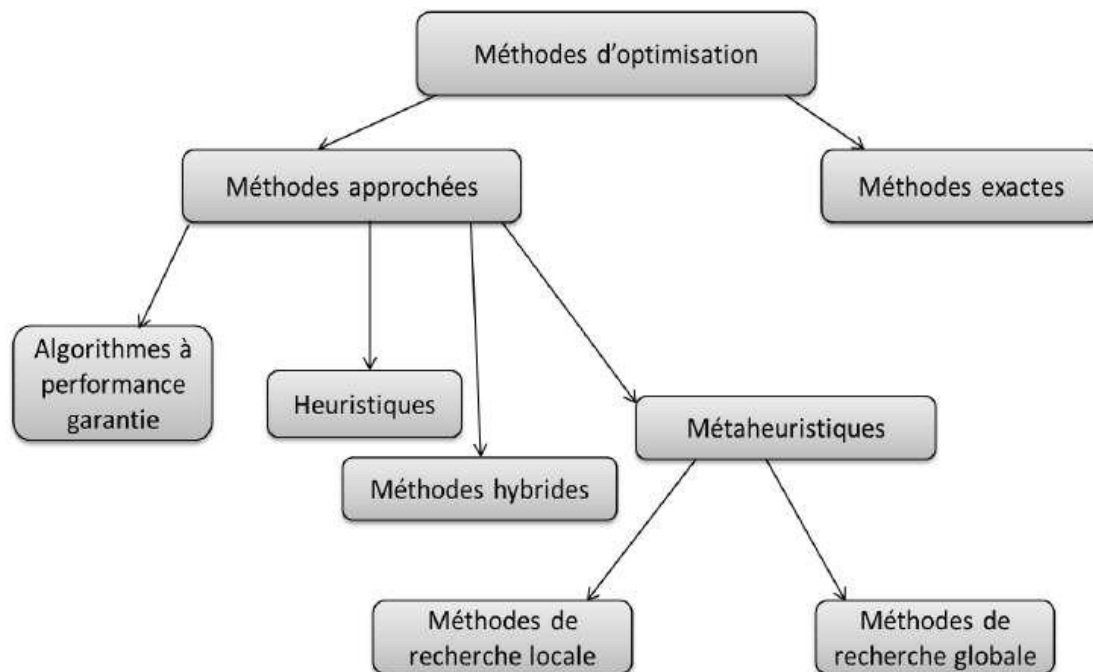 Méthodes d'optimisation
Méthodes approchées
Méthodes exactes
Algorithmes à
performance
garantie
Heuristiques
Méthodes hybrides
Métaheuristiques
Méthodes de
recherche locale
Méthodes de
recherche globale